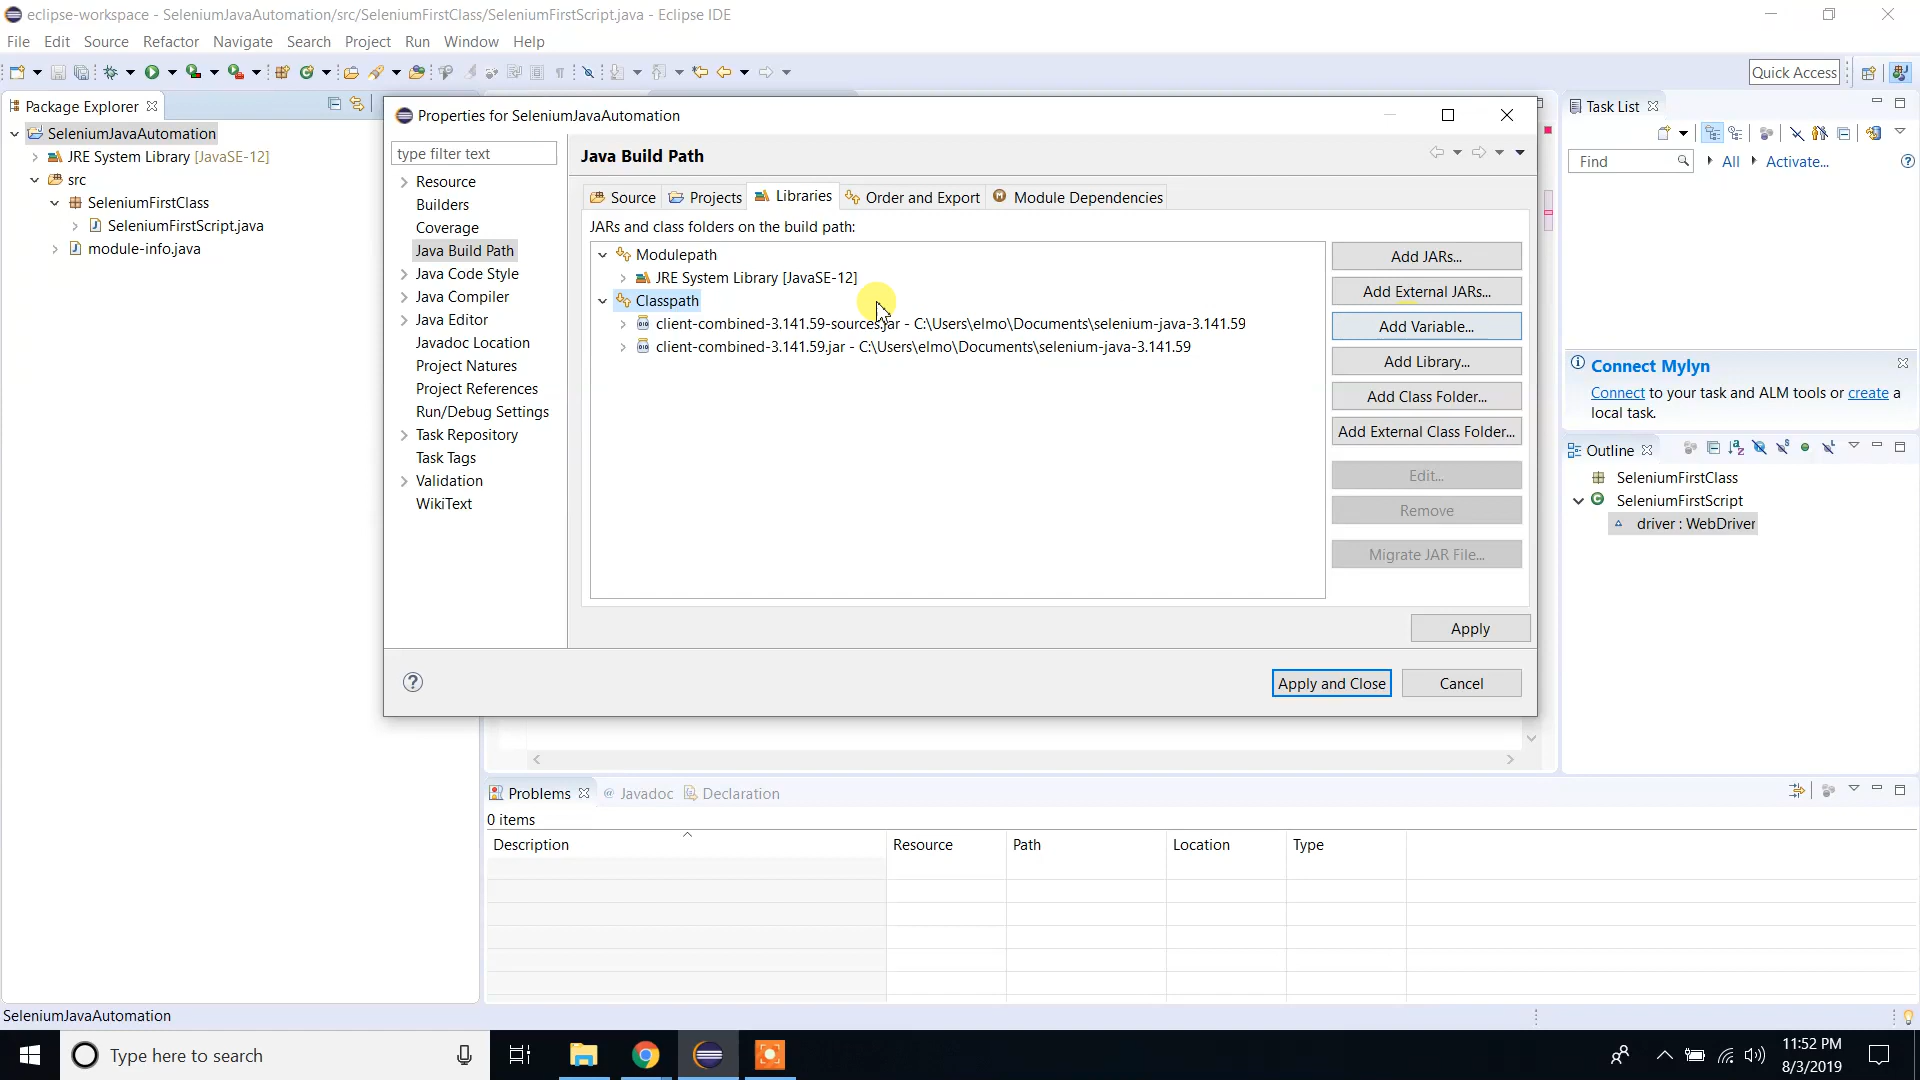 eclipse-workspace - SeleniumJavaAutomation/src/SeleniumFirstClass/SeleniumFirstScript.java - Eclipse IDE
File Edit Source Refactor Navigate Search Project Run Window Help
Quick Access
Package Explorer
SeleniumJavaAutomation
JRE System Library [JavaSE-12]
src
SeleniumFirstClass
SeleniumFirstScript.java
module-info.java
Properties for SeleniumJavaAutomation
type filter text
Resource
Builders
Coverage
Java Build Path
Java Code Style
Java Compiler
Java Editor
Javadoc Location
Project Natures
Project References
Run/Debug Settings
Task Repository
Task Tags
Validation
WikiText
Java Build Path
Source Projects Libraries Order and Export Module Dependencies
JARs and class folders on the build path:
Modulepath
JRE System Library [JavaSE-12]
Classpath
client-combined-3.141.59-sources.jar - C:\Users\elmo\Documents\selenium-java-3.141.59
client-combined-3.141.59.jar - C:\Users\elmo\Documents\selenium-java-3.141.59
Add JARs...
Add External JARs...
Add Variable...
Add Library...
Add Class Folder...
Add External Class Folder...
Edit...
Remove
Migrate JAR File...
Apply
Apply and Close Cancel
Task List
Find All Activate...
Connect Mylyn
Connect to your task and ALM tools or create a
local task.
Outline
SeleniumFirstClass
SeleniumFirstScript
driver : WebDriver
Problems Javadoc Declaration
0 items
Description Resource Path Location Type
SeleniumJavaAutomation
Type here to search
11:52 PM
8/3/2019